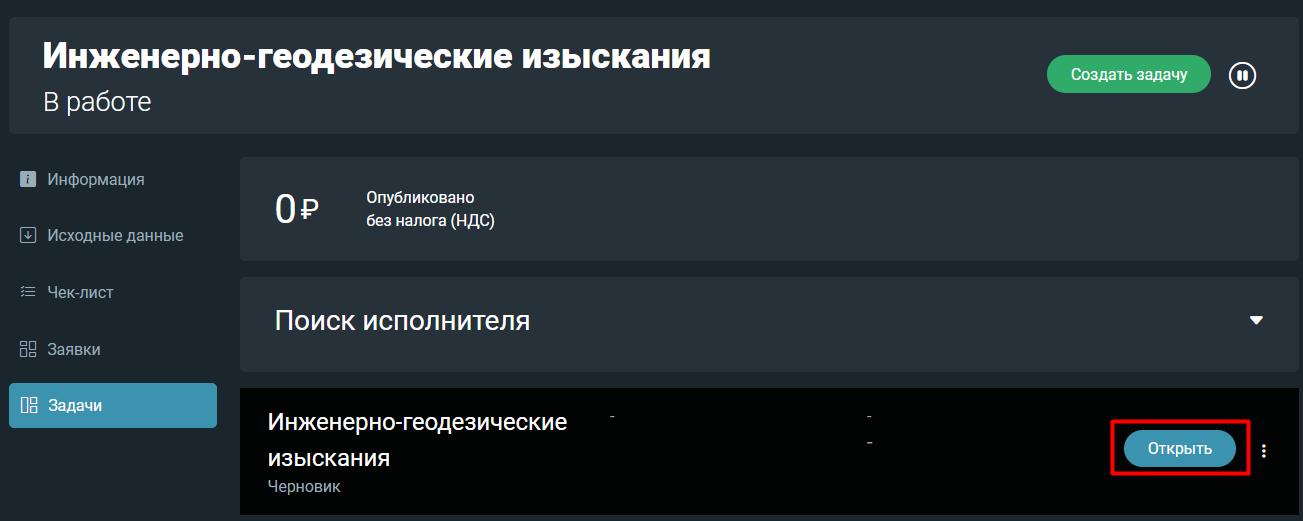 Инженерно-геодезические изыскания
В работе
Создать задачу
Информация
Исходные данные
Чек-лист
Заявки
Задачи
0 ₽
Опубликовано
без налога (НДС)
Поиск исполнителя
Инженерно-геодезические
изыскания
Черновик
-
-
-
Открыть